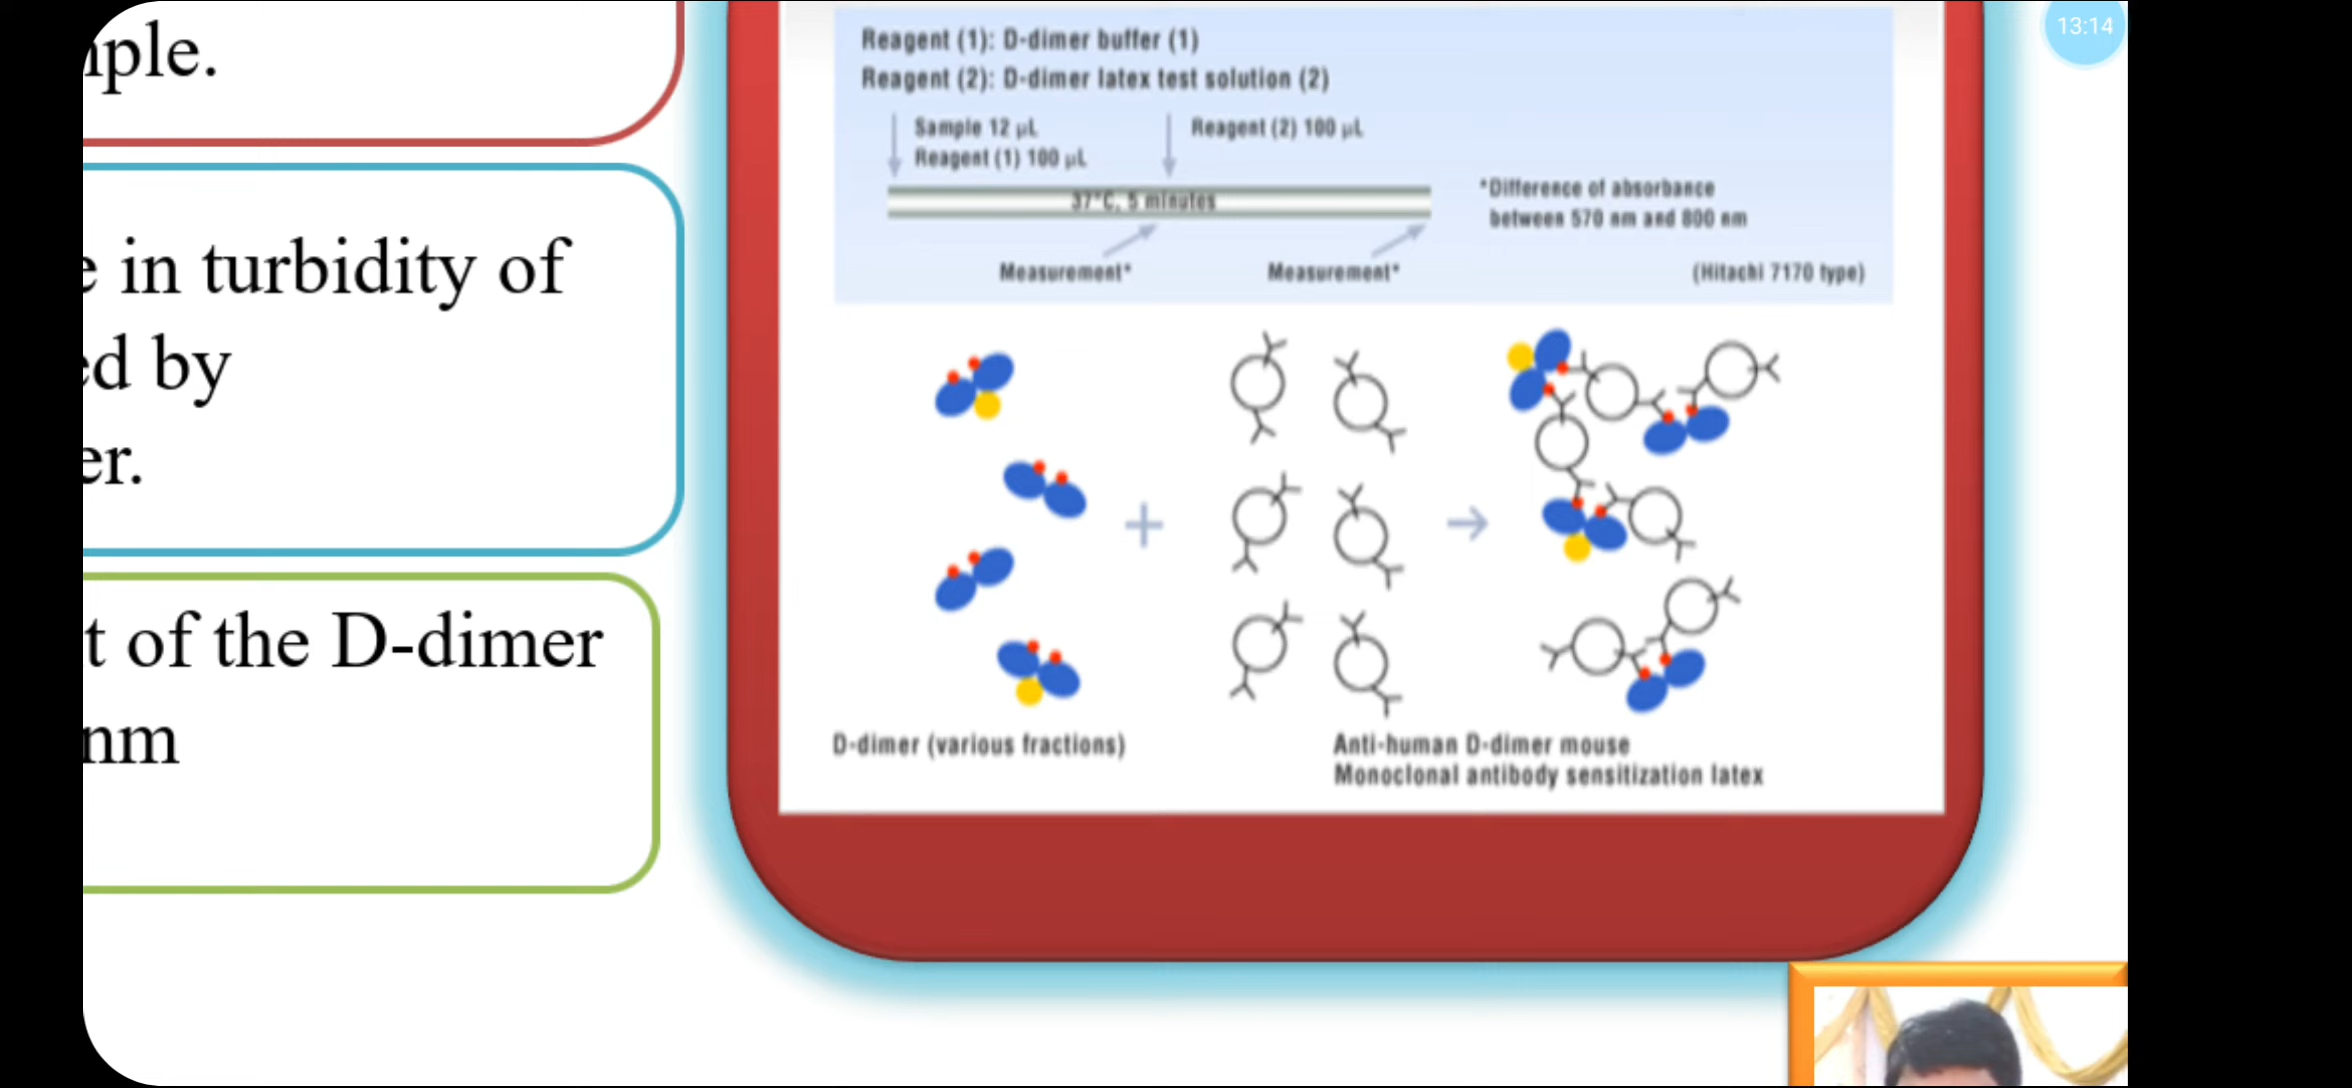 ple.
e in turbidity of
ed by
er.
t of the D-dimer
nm
Reagent (1): D-dimer buffer (1)
Reagent (2): D-dimer latex test solution (2)
Sample 12 µL
Reagent (1) 100 µL
Reagent (2) 100 µL
37°C, 5 minutes
*Difference of absorbance
between 570 nm and 800 nm
Measurement*
Measurement*
(Hitachi 7170 type)
D-dimer (various fractions)
Anti-human D-dimer mouse
Monoclonal antibody sensitization latex
13:14